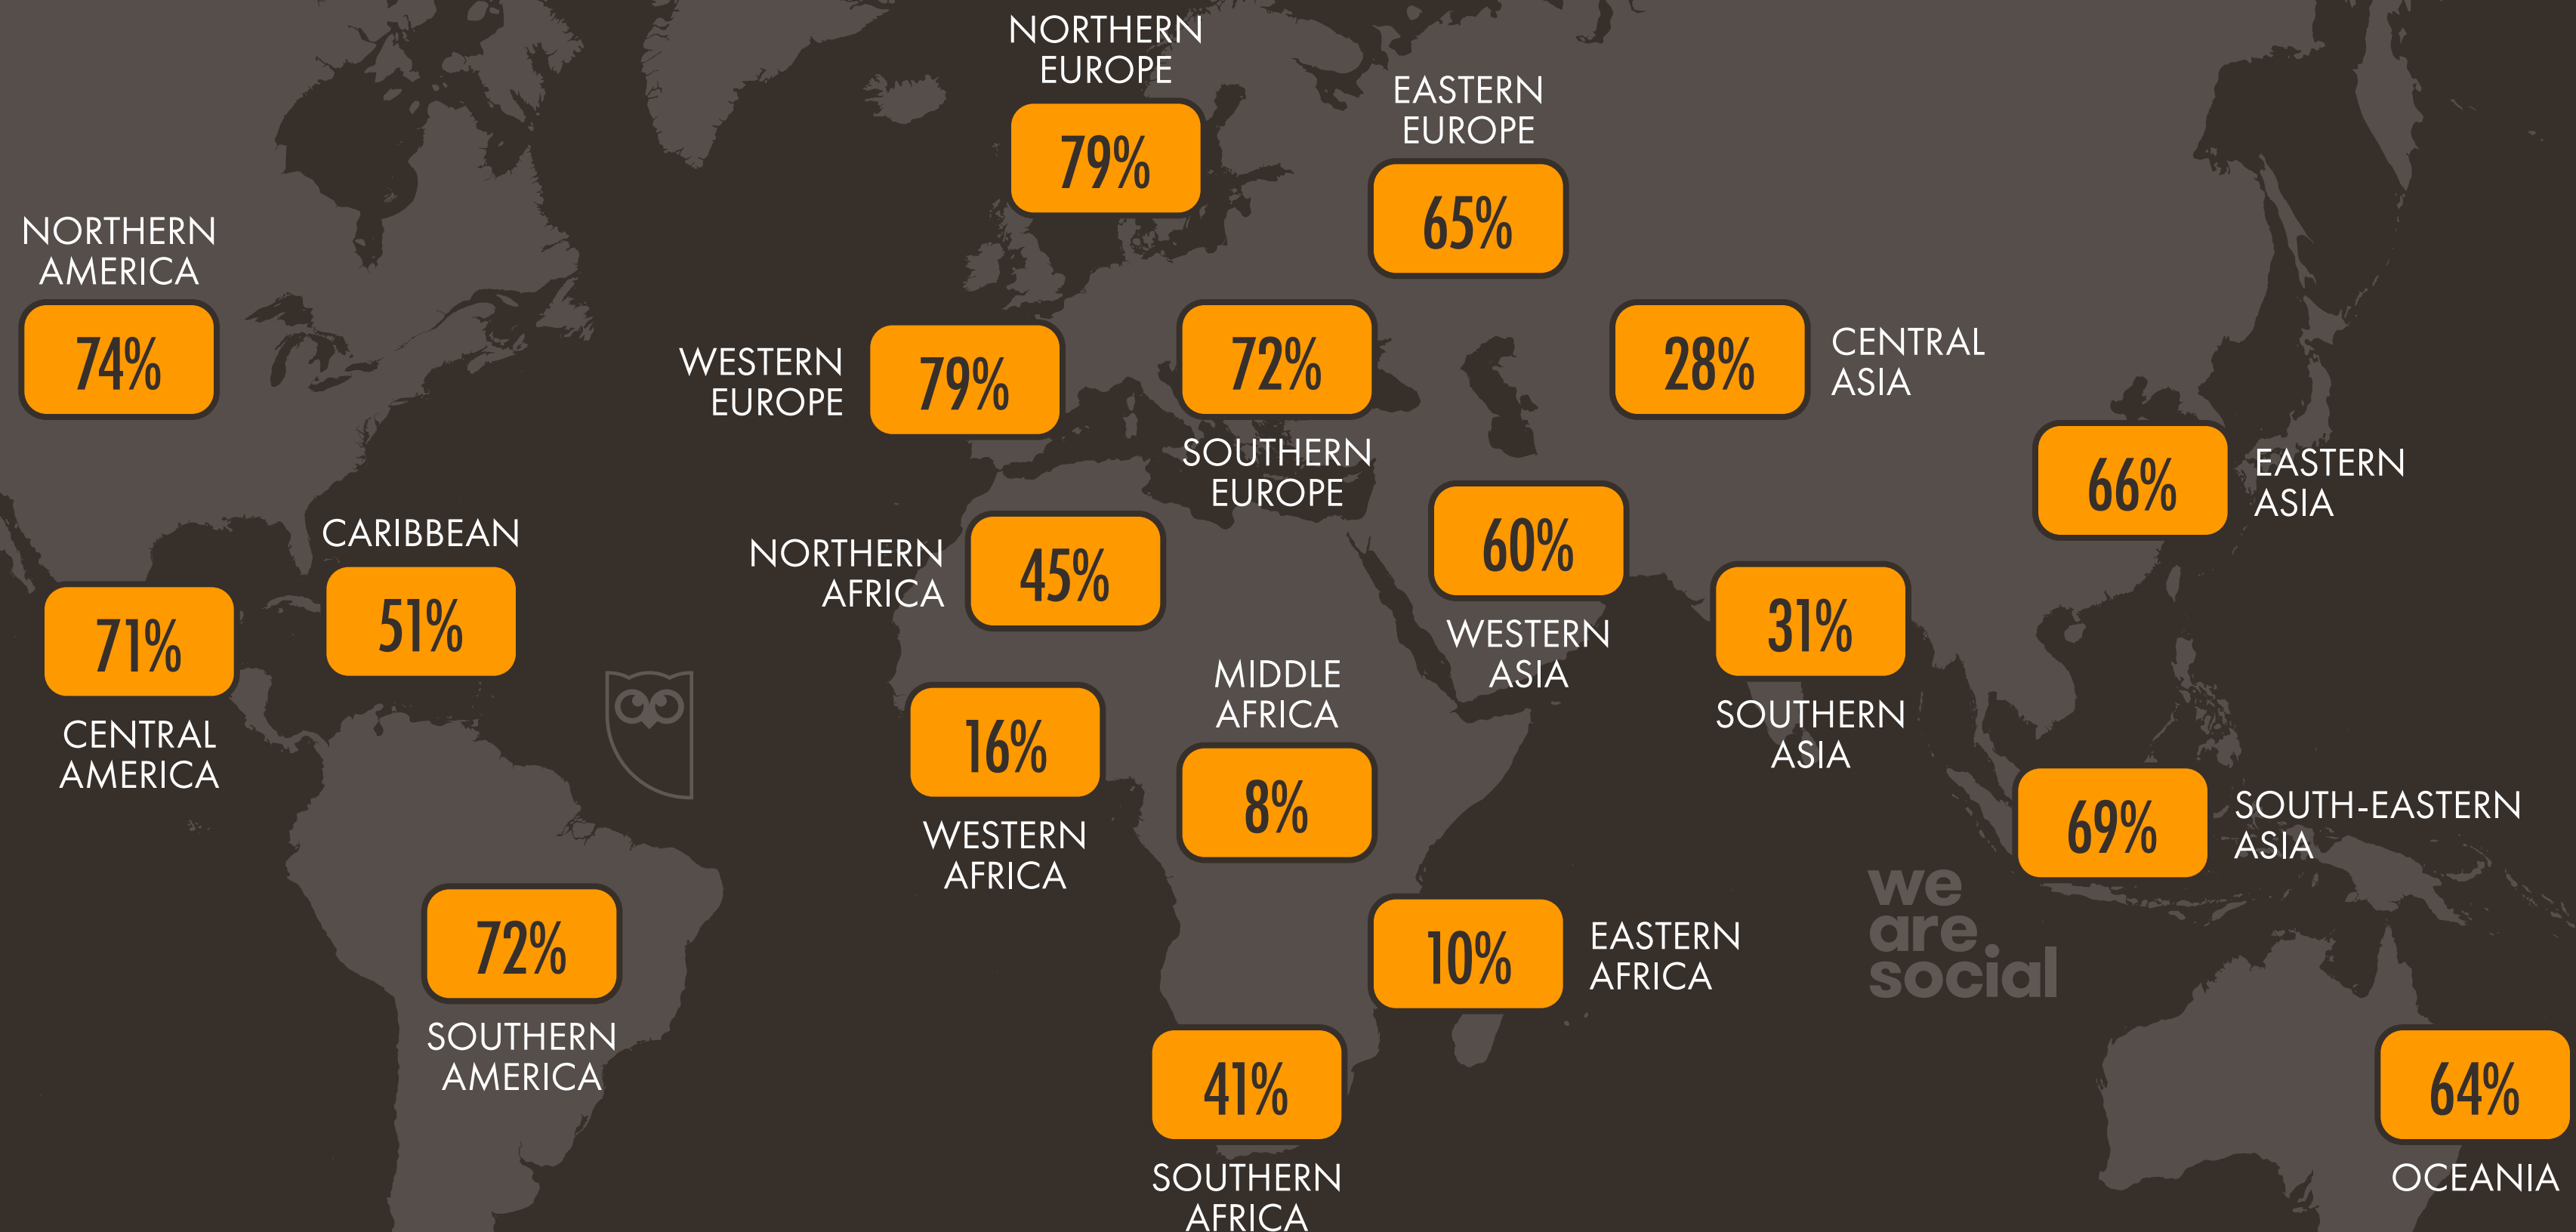 NORTHERN
EUROPE
79%
EASTERN
EUROPE
65%
NORTHERN
AMERICA
74%
WESTERN
EUROPE
79%
72%
SOUTHERN
EUROPE
28%
CENTRAL
ASIA
66%
EASTERN
ASIA
CARIBBEAN
51%
71%
CENTRAL
AMERICA
NORTHERN
AFRICA
45%
60%
WESTERN
ASIA
31%
SOUTHERN
ASIA
16%
WESTERN
AFRICA
MIDDLE
AFRICA
8%
69%
SOUTH-EASTERN
ASIA
72%
SOUTHERN
AMERICA
10%
EASTERN
AFRICA
we
are
social
41%
SOUTHERN
AFRICA
64%
OCEANIA